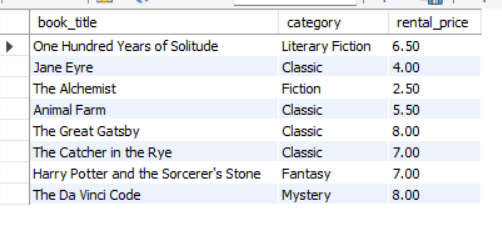 book_title category rental_price
One Hundred Years of Solitude Literary Fiction 6.50
Jane Eyre Classic 4.00
The Alchemist Fiction 2.50
Animal Farm Classic 5.50
The Great Gatsby Classic 8.00
The Catcher in the Rye Classic 7.00
Harry Potter and the Sorcerer's Stone Fantasy 7.00
The Da Vinci Code Mystery 8.00